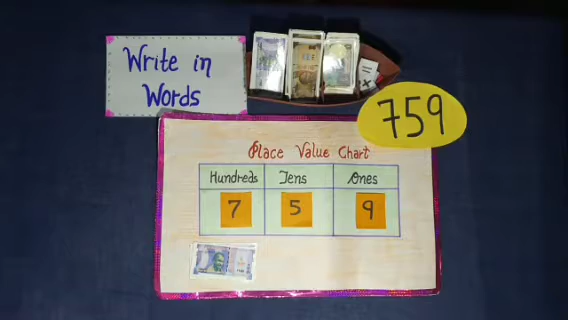 Write in
Words
759
Place Value Chart
Hundreds Tens Ones
7 5 9